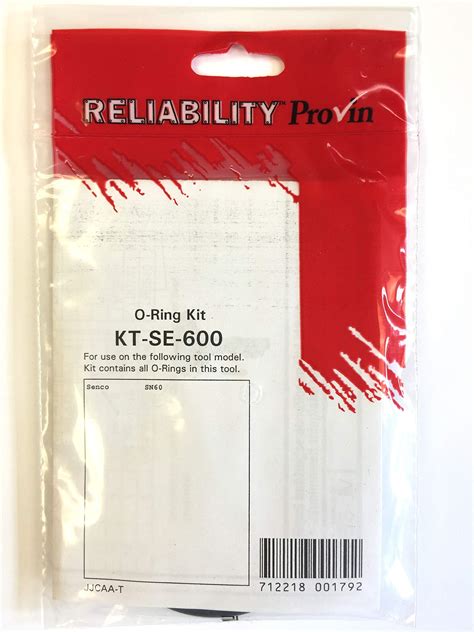 RELIABILITY™ Provin
O-Ring Kit
KT-SE-600
For use on the following tool model.
Kit contains all O-Rings in this tool.
Senco SN60
JJCAA-T
712218 001792